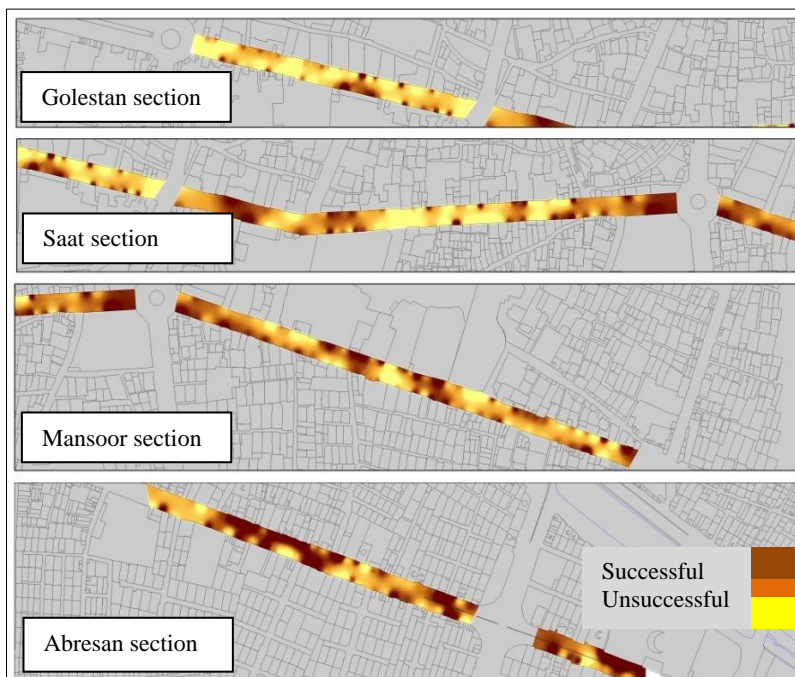 Golestan section
Saat section
Mansoor section
Successful
Unsuccessful
Abresan section